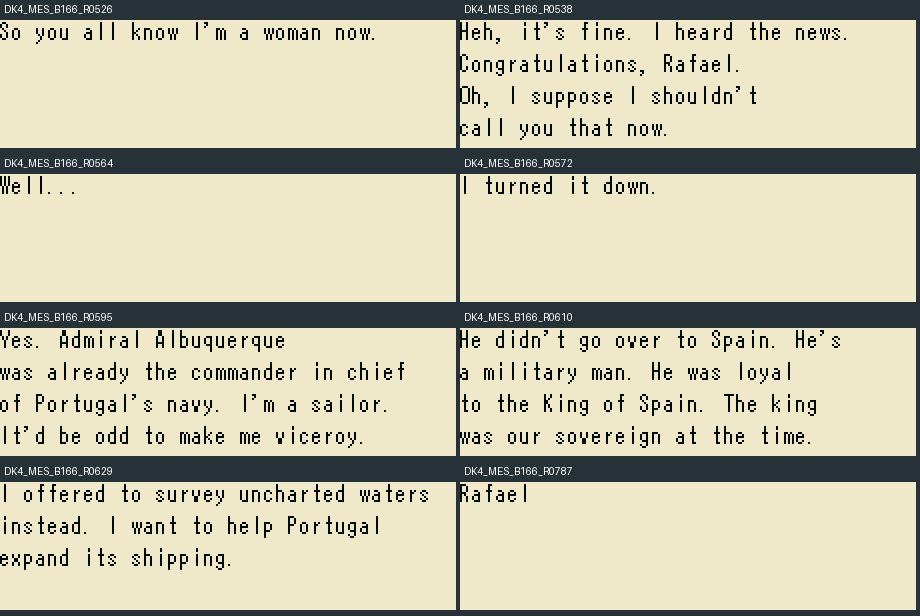 DK4_MES_B166_R0526
So you all know I'm a woman now.
DK4_MES_B166_R0538
Heh, it's fine. I heard the news.
Congratulations, Rafael.
Oh, I suppose I shouldn't
call you that now.
DK4_MES_B166_R0564
Well...
DK4_MES_B166_R0572
I turned it down.
DK4_MES_B166_R0595
Yes. Admiral Albuquerque
was already the commander in chief
of Portugal's navy. I'm a sailor.
It'd be odd to make me viceroy.
DK4_MES_B166_R0610
He didn't go over to Spain. He's
a military man. He was loyal
to the King of Spain. The king
was our sovereign at the time.
DK4_MES_B166_R0629
I offered to survey uncharted waters
instead. I want to help Portugal
expand its shipping.
DK4_MES_B166_R0787
Rafael